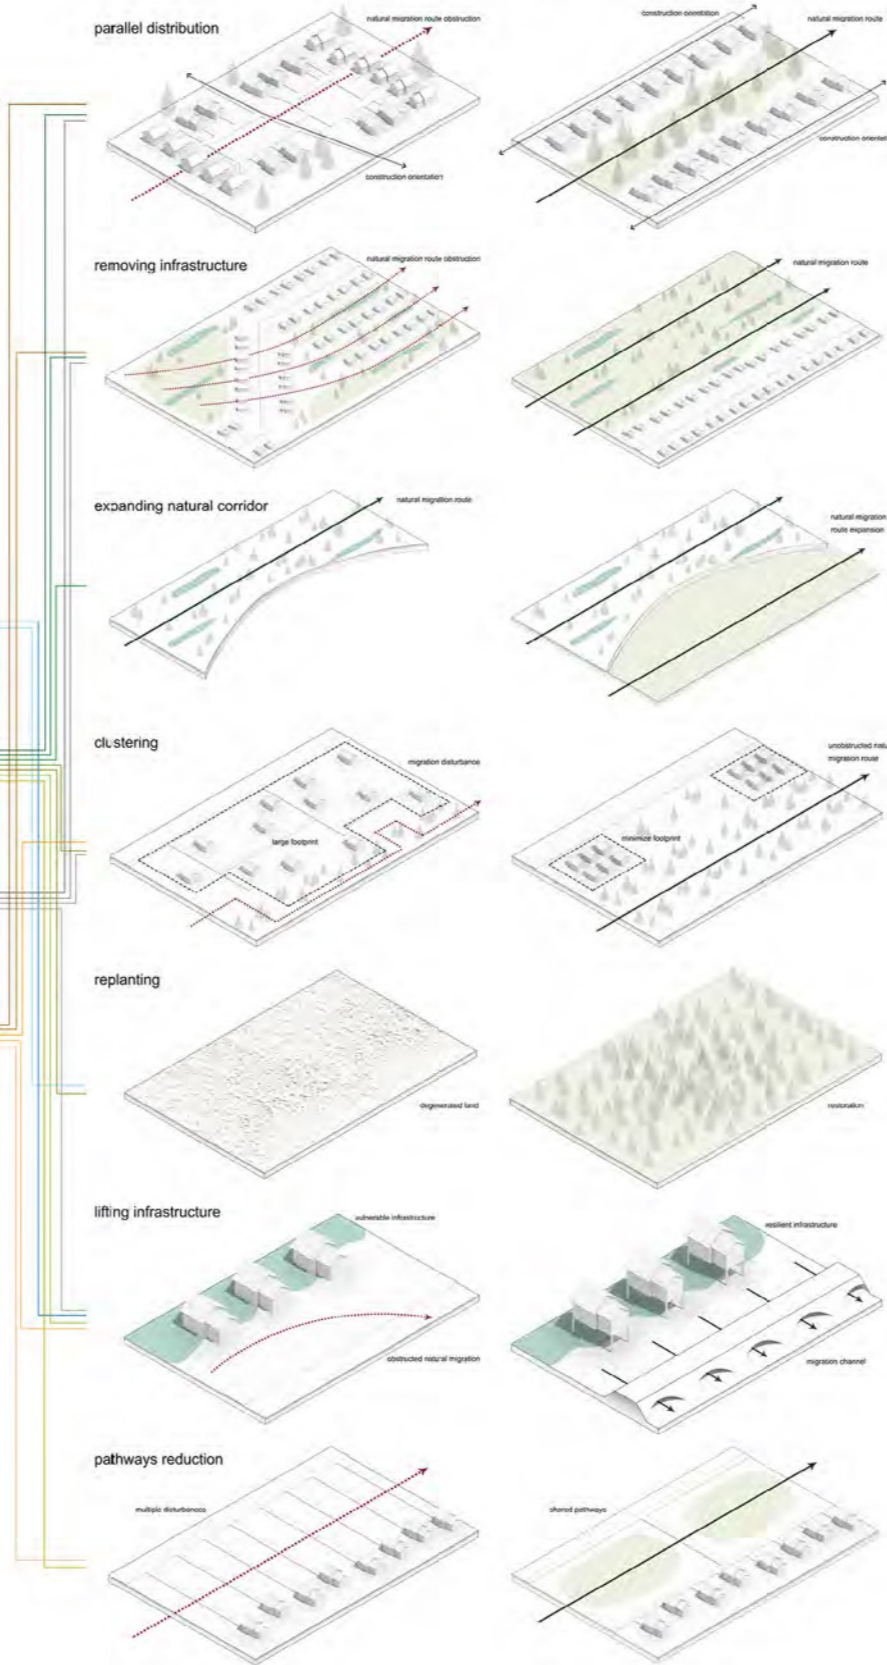 parallel distribution
natural migration route obstruction
construction orientation
construction orientation
natural migration route
construction orientat
removing infrastructure
natural migration route obstruction
natural migration route
expanding natural corridor
natural migration route
natural migration
route expansion
clustering
migration disturbance
large footprint
unobstructed natu
migration route
minimize footprint
replanting
degenerated land
restoration
lifting infrastructure
vulnerable infrastructure
obstructed natural migration
resilient infrastructure
migration channel
pathways reduction
multiple disturbances
shared pathways